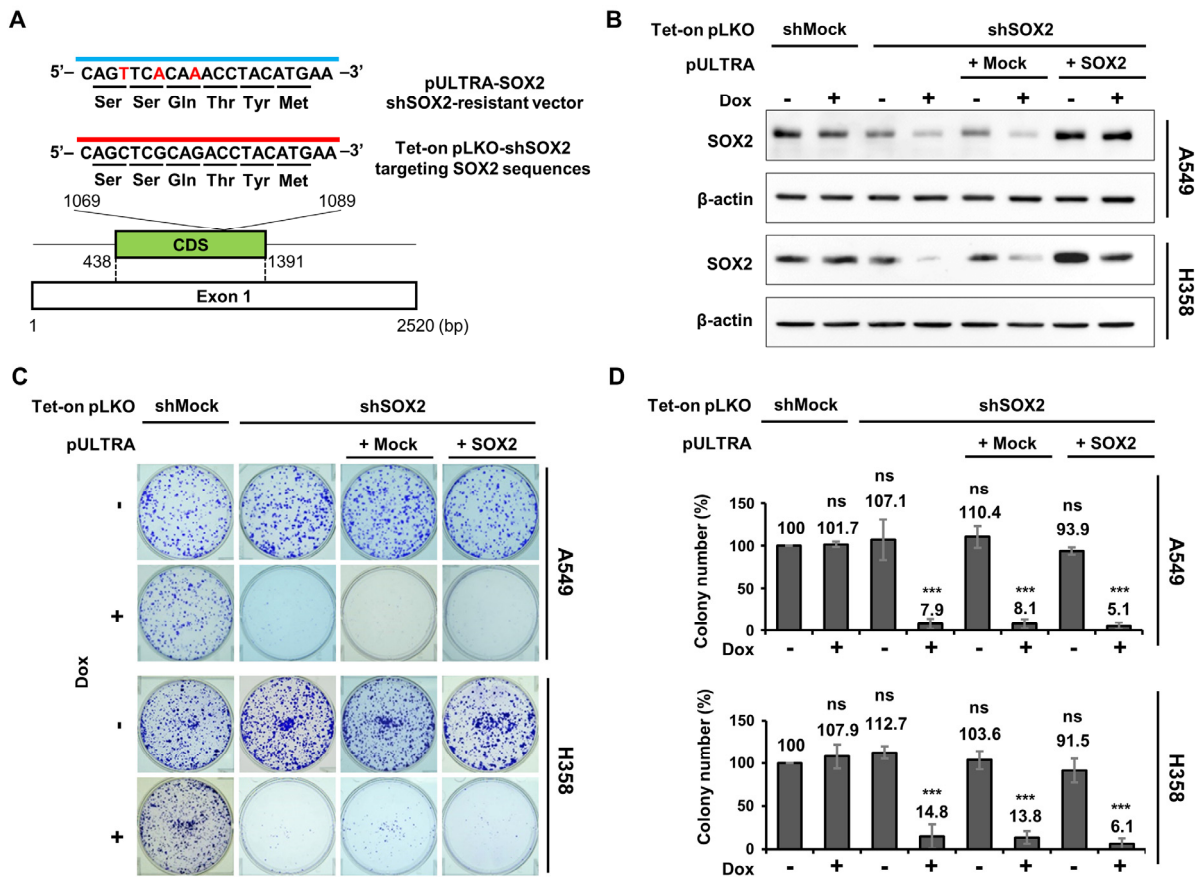 A
5’– CAGTTCACAAACCTACATGAA –3’
Ser Ser Gln Thr Tyr Met
pULTRA-SOX2
shSOX2-resistant vector
5’– CAGCTCGCAGACCTACATGAA –3’
Ser Ser Gln Thr Tyr Met
Tet-on pLKO-shSOX2
targeting SOX2 sequences
1069 1089
CDS
438 1391
Exon 1
1 2520 (bp)
B
Tet-on pLKO shMock shSOX2
pULTRA + Mock + SOX2
Dox - + - + - + - +
SOX2
β-actin
A549
SOX2
β-actin
H358
C
Tet-on pLKO shMock shSOX2
pULTRA + Mock + SOX2
-
+
A549
Dox
-
+
H358
D
Tet-on pLKO shMock shSOX2
pULTRA + Mock + SOX2
Colony number (%)
150
100
50
0
100
ns
101.7
ns
107.1
***
7.9
ns
110.4
***
8.1
ns
93.9
***
5.1
Dox - + - + - + - +
A549
Colony number (%)
150
100
50
0
100
ns
107.9
ns
112.7
***
14.8
ns
103.6
***
13.8
ns
91.5
***
6.1
Dox - + - + - + - +
H358